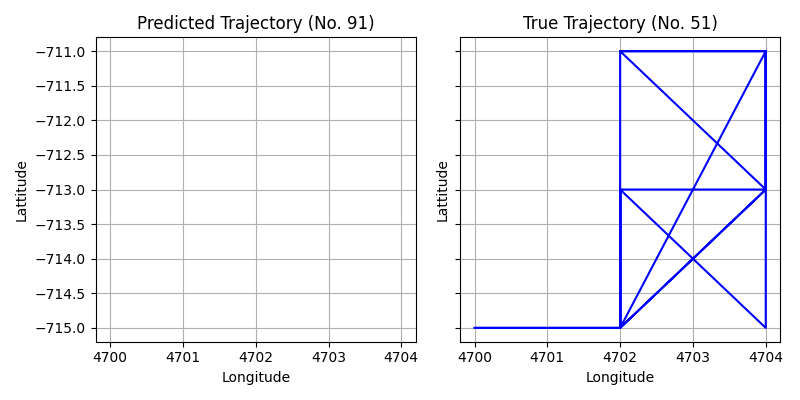 Predicted Trajectory (No. 91)
True Trajectory (No. 51)
Lattitude
−711.0
−711.5
−712.0
−712.5
−713.0
−713.5
−714.0
−714.5
−715.0
4700 4701 4702 4703 4704
Longitude
Lattitude
4700 4701 4702 4703 4704
Longitude